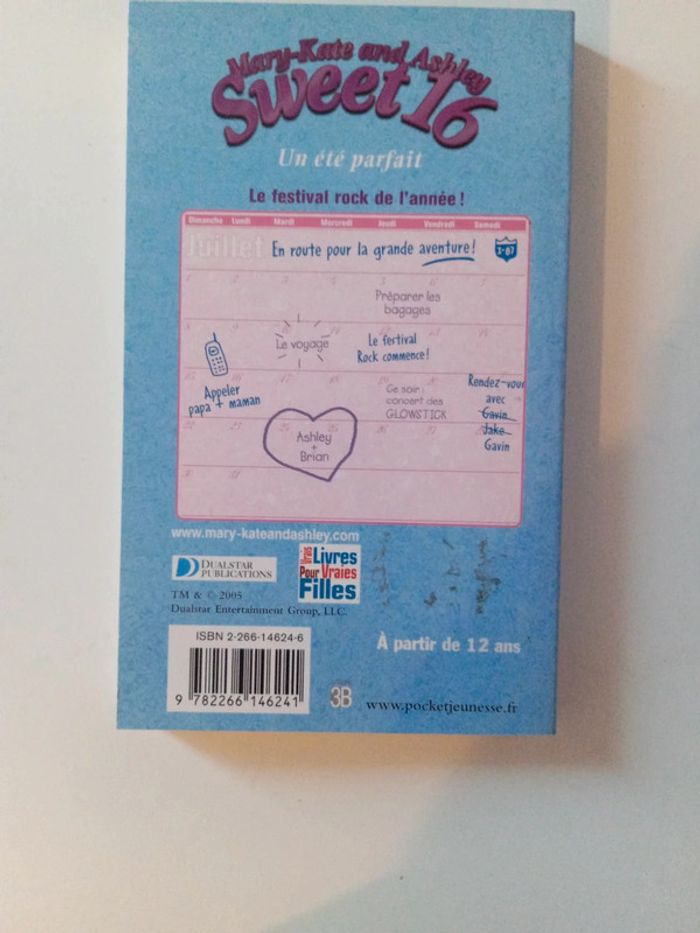 Mary-Kate and Ashley
Sweet 16
Un été parfait
Le festival rock de l'année !
Dimanche Lundi Mardi Mercredi Jeudi Vendredi Samedi
Juillet En route pour la grande aventure !
Préparer les
bagages
Le voyage
Le fertival
Rock commence !
Appeler
papa + maman
Ce soir :
concert des
GLOWSTICK
Rendez-vous
avec
Gavin
Jake
Gavin
Ashley
+
Brian
www.mary-kateandashley.com
DUALSTAR
PUBLICATIONS
Vrais Livres
Pour Vraies
Filles
TM & © 2005
Dualstar Entertainment Group, LLC.
ISBN 2-266-14624-6
À partir de 12 ans
9 782266 146241
3B
www.pocketjeunesse.fr